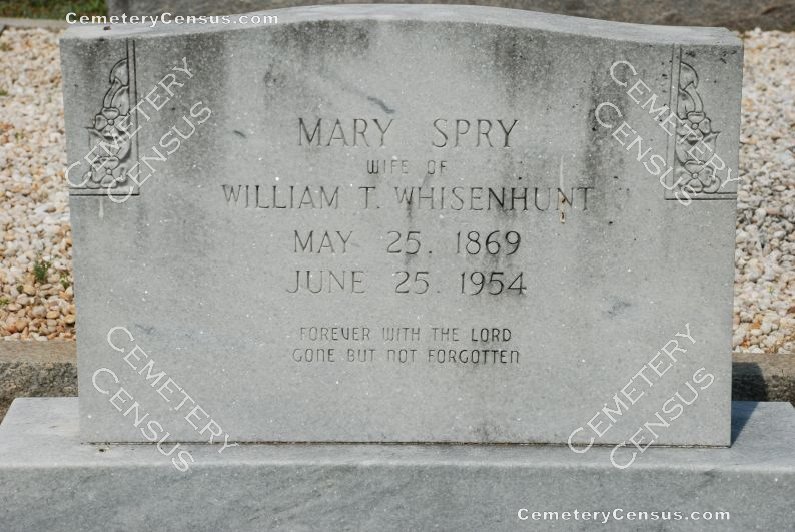 CemeteryCensus.com
Cemetery Census
Cemetery Census
MARY SPRY
WIFE OF
WILLIAM T. WHISENHUNT
MAY 25, 1869
JUNE 25, 1954
FOREVER WITH THE LORD
GONE BUT NOT FORGOTTEN
Cemetery Census
Cemetery Census
CemeteryCensus.com